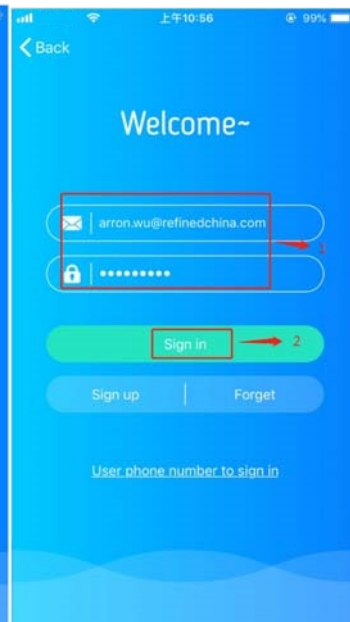 上午10:56 99%
Back
Welcome~
arron.wu@refinedchina.com
1
Sign in 2
Sign up Forget
User phone number to sign in